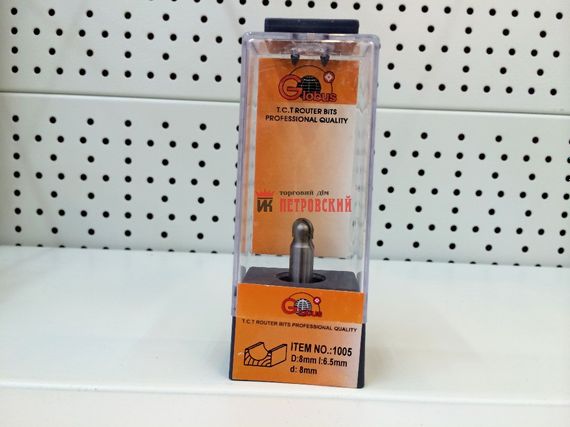 Globus
T.C.T ROUTER BITS
PROFESSIONAL QUALITY
торговий дім
ПЕТРОВСКИЙ
Globus
T.C.T ROUTER BITS PROFESSIONAL QUALITY
ITEM NO.:1005
D:8mm l:6.5mm
d: 8mm